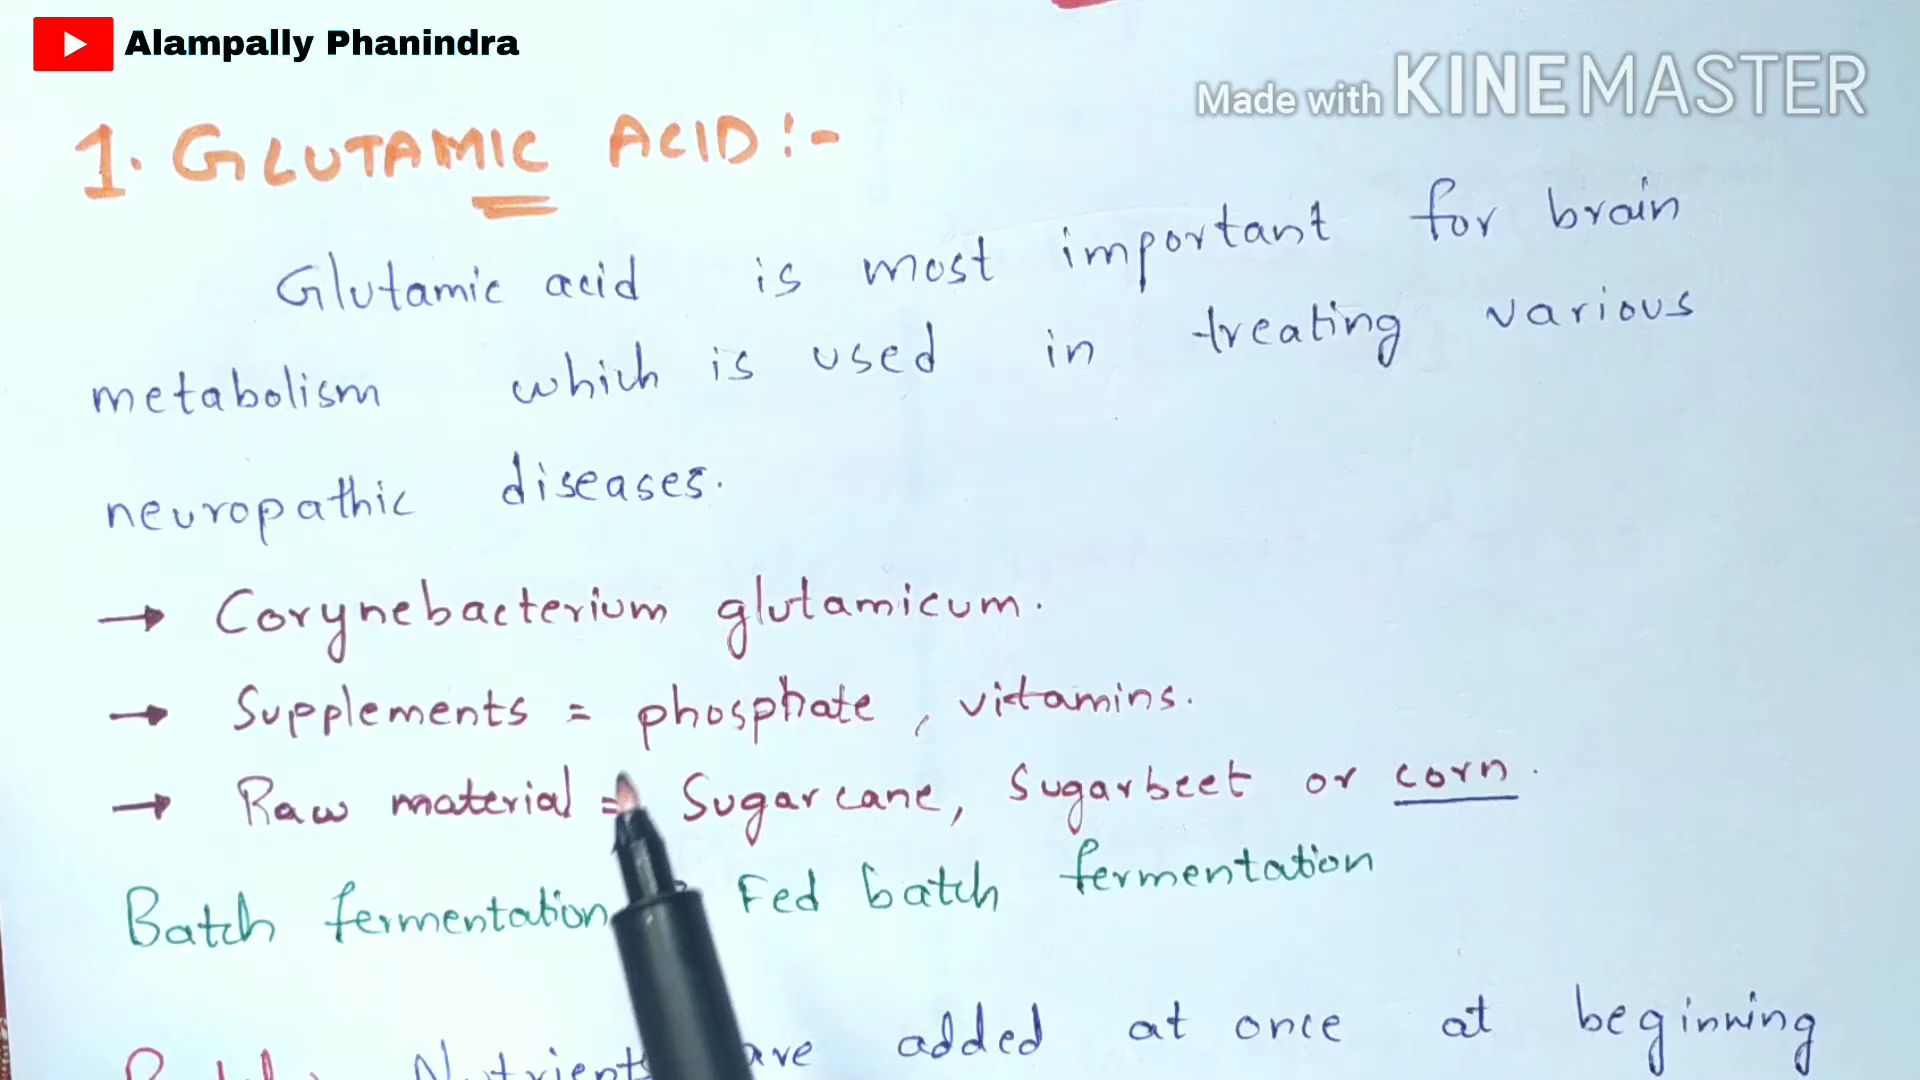 Alampally Phanindra
Made with KINEMASTER
1. GLUTAMIC ACID:-
Glutamic acid is most important for brain
metabolism which is used in treating various
neuropathic diseases.
→ Corynebacterium glutamicum.
→ Supplements = phosphate, vitamins.
→ Raw material = Sugarcane, Sugarbeet or corn.
Batch fermentation Fed batch fermentation
Nutrients are added at once at beginning